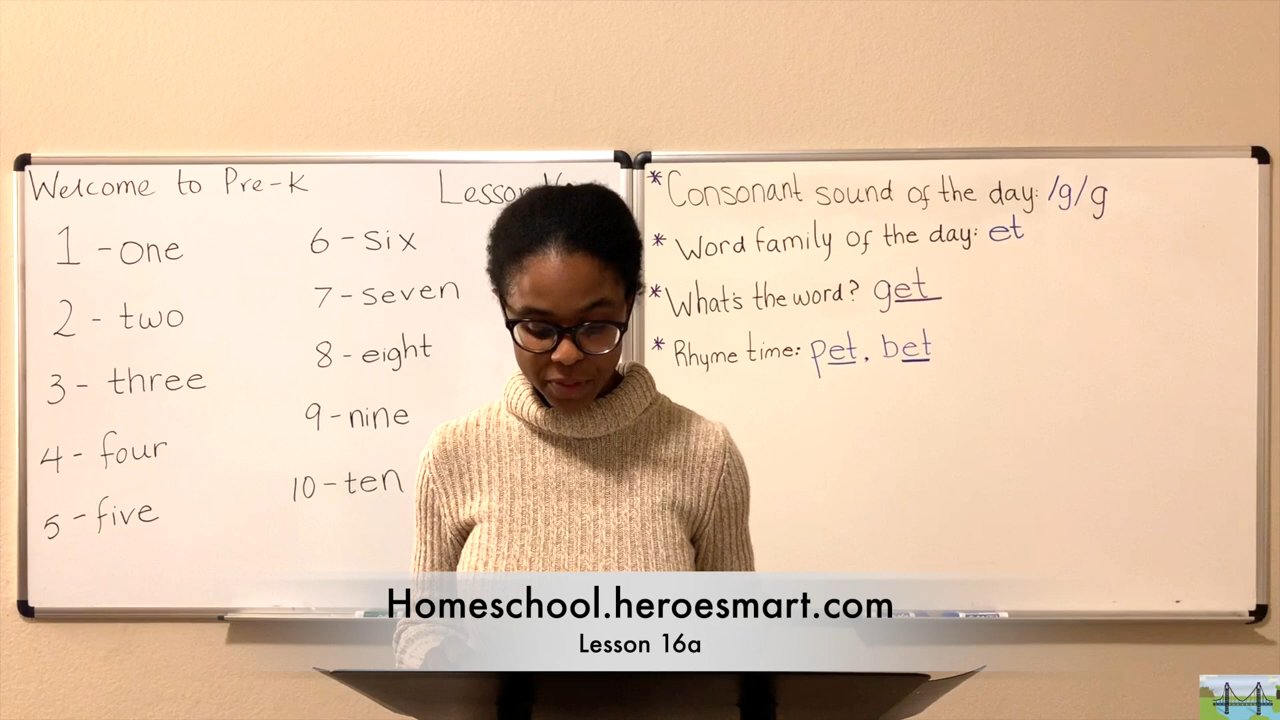 Welcome to Pre-K
Lesson
1 - one
2 - two
3 - three
4 - four
5 - five
6 - six
7 - seven
8 - eight
9 - nine
10 - ten
*Consonant sound of the day: /g/g
* Word family of the day: et
*What's the word? get
* Rhyme time: pet, bet
Homeschool.heroesmart.com
Lesson 16a